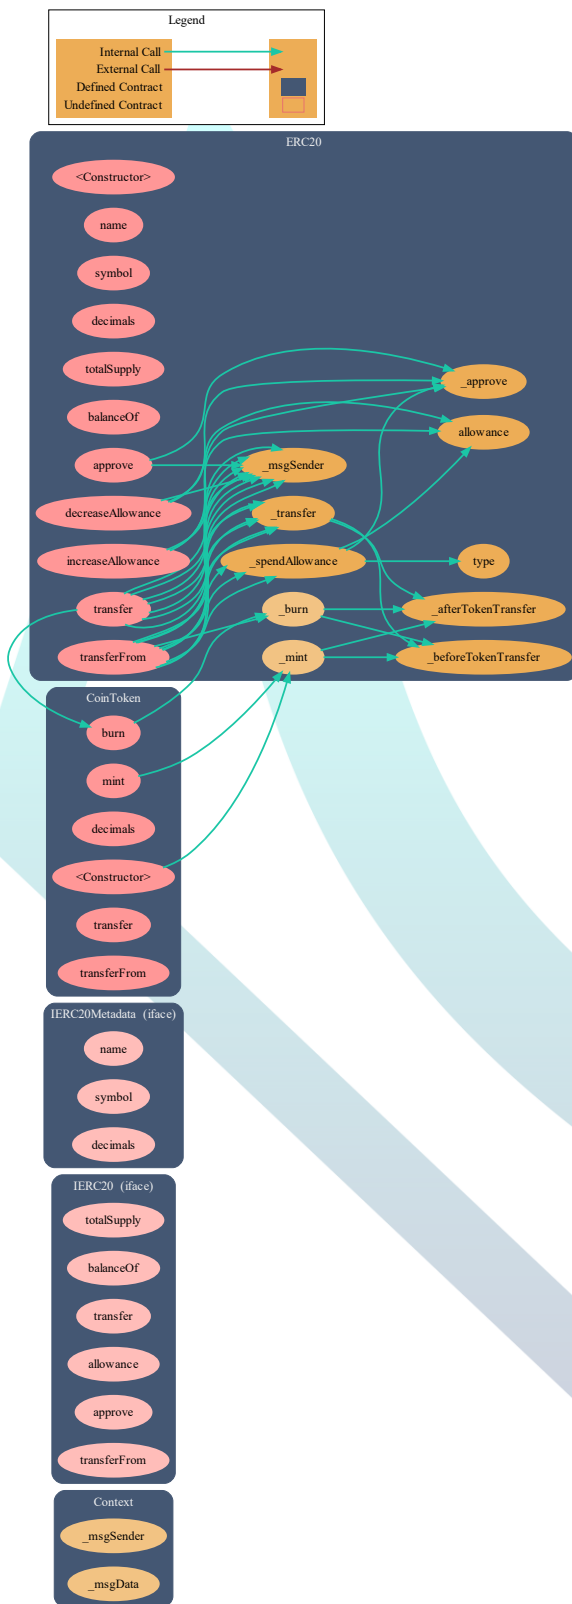 Legend
Internal Call
External Call
Defined Contract
Undefined Contract
ERC20
<Constructor>
name
symbol
decimals
totalSupply
balanceOf
approve
decreaseAllowance
increaseAllowance
transfer
transferFrom
_msgSender
_transfer
_spendAllowance
_burn
_mint
_approve
allowance
type
_afterTokenTransfer
_beforeTokenTransfer
CoinToken
burn
mint
decimals
<Constructor>
transfer
transferFrom
IERC20Metadata (iface)
name
symbol
decimals
IERC20 (iface)
totalSupply
balanceOf
transfer
allowance
approve
transferFrom
Context
_msgSender
_msgData